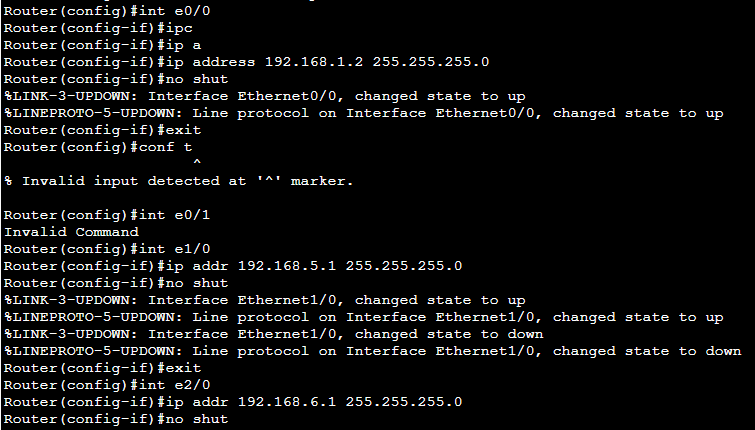 Router(config)#int e0/0
Router(config-if)#ipc
Router(config-if)#ip a
Router(config-if)#ip address 192.168.1.2 255.255.255.0
Router(config-if)#no shut
%LINK-3-UPDOWN: Interface Ethernet0/0, changed state to up
%LINEPROTO-5-UPDOWN: Line protocol on Interface Ethernet0/0, changed state to up
Router(config-if)#exit
Router(config)#conf t
^
% Invalid input detected at '^' marker.
Router(config)#int e0/1
Invalid Command
Router(config)#int e1/0
Router(config-if)#ip addr 192.168.5.1 255.255.255.0
Router(config-if)#no shut
%LINK-3-UPDOWN: Interface Ethernet1/0, changed state to up
%LINEPROTO-5-UPDOWN: Line protocol on Interface Ethernet1/0, changed state to up
%LINK-3-UPDOWN: Interface Ethernet1/0, changed state to down
%LINEPROTO-5-UPDOWN: Line protocol on Interface Ethernet1/0, changed state to down
Router(config-if)#exit
Router(config)#int e2/0
Router(config-if)#ip addr 192.168.6.1 255.255.255.0
Router(config-if)#no shut